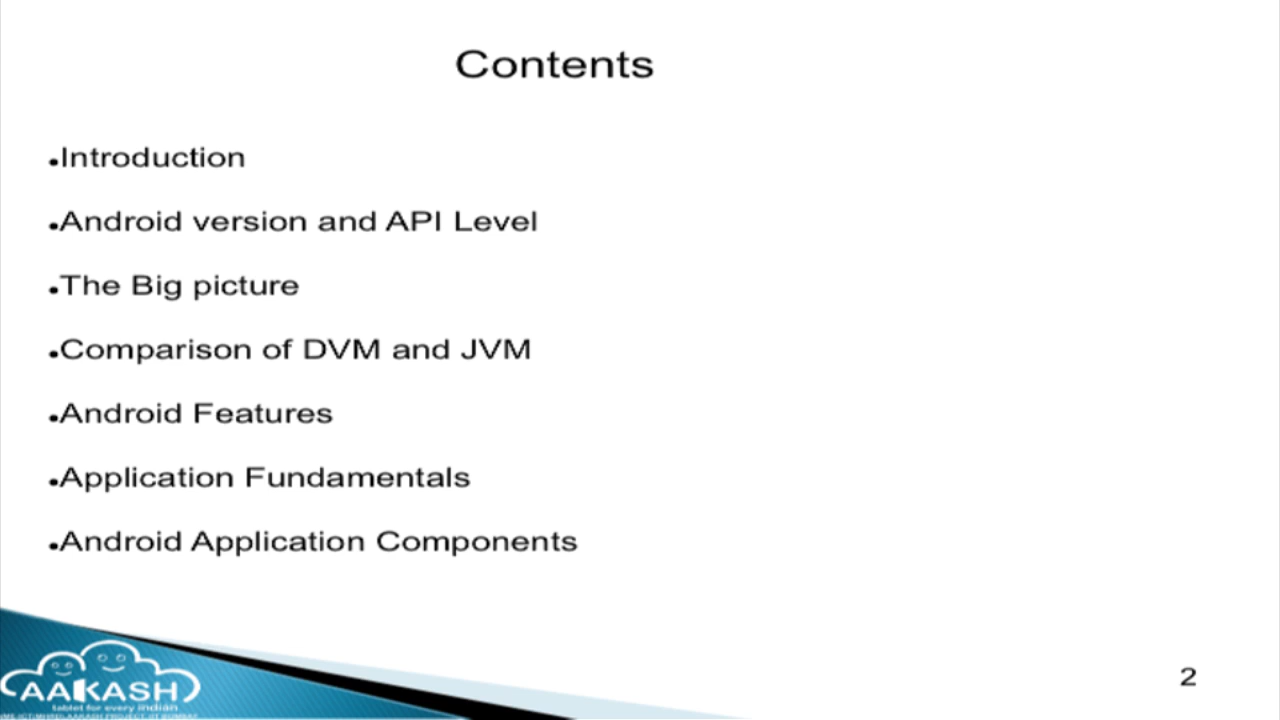 Contents
.Introduction
.Android version and API Level
.The Big picture
.Comparison of DVM and JVM
.Android Features
.Application Fundamentals
.Android Application Components
AAKASH
tablet for every indian
2